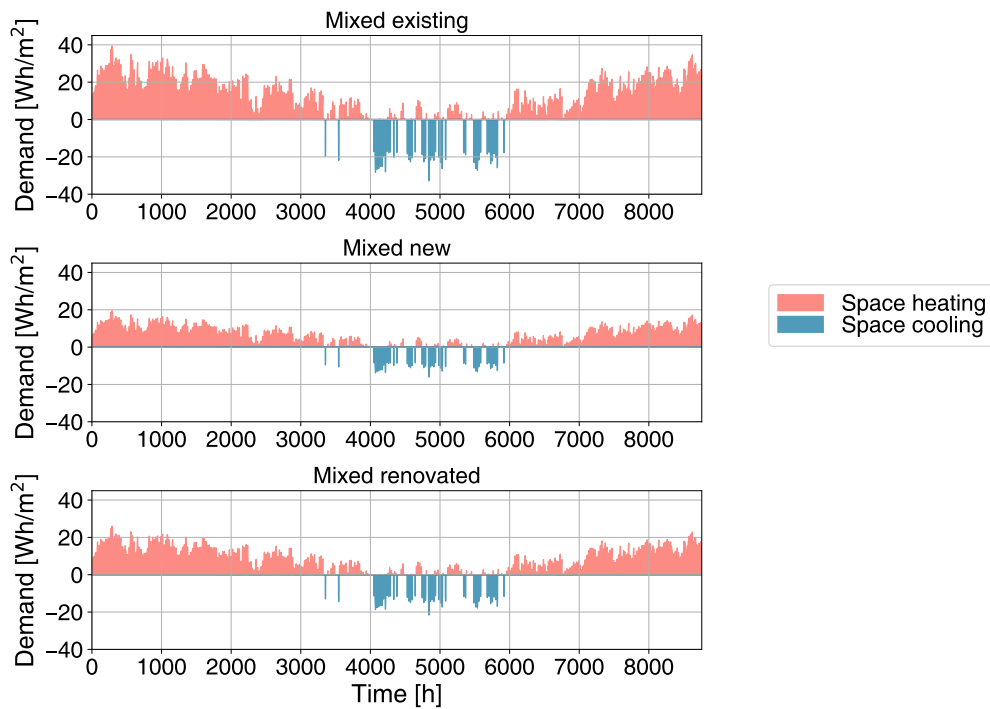 Mixed existing
Demand [Wh/m²]
40
20
0
−20
−40
0 1000 2000 3000 4000 5000 6000 7000 8000
Mixed new
Demand [Wh/m²]
40
20
0
−20
−40
0 1000 2000 3000 4000 5000 6000 7000 8000
Space heating
Space cooling
Mixed renovated
Demand [Wh/m²]
40
20
0
−20
−40
0 1000 2000 3000 4000 5000 6000 7000 8000
Time [h]